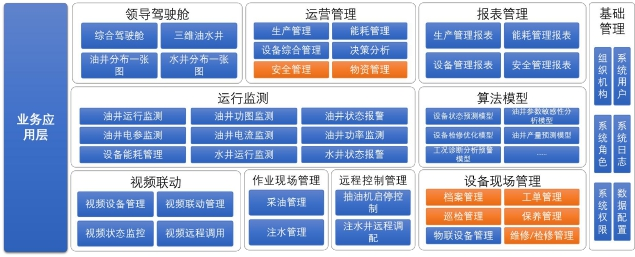 业务应
用层
领导驾驶舱
综合驾驶舱
三维油水井
油井分布一张
图
水井分布一张
图
运营管理
生产管理
能耗管理
设备综合管理
决策分析
安全管理
物资管理
报表管理
生产管理报表
能耗管理报表
设备管理报表
安全管理报表
基础
管理
组织机构
系统用户
系统角色
系统日志
系统权限
数据配置
运行监测
油井运行监测
油井功图监测
油井状态报警
油井电参监测
油井电流监测
油井功率监测
设备能耗管理
水井运行监测
水井状态报警
算法模型
设备状态预测模型
油井参数敏感性分
析模型
设备检修优化模型
油井产量预测模型
工况诊断分析预警
模型
......
视频联动
视频设备管理
视频联动管理
视频状态监控
视频远程调用
作业现场管理
采油管理
注水管理
远程控制管理
抽油机启停控
制
注水井远程调
配
设备现场管理
档案管理
工单管理
巡检管理
保养管理
物联设备管理
维修/检修管理